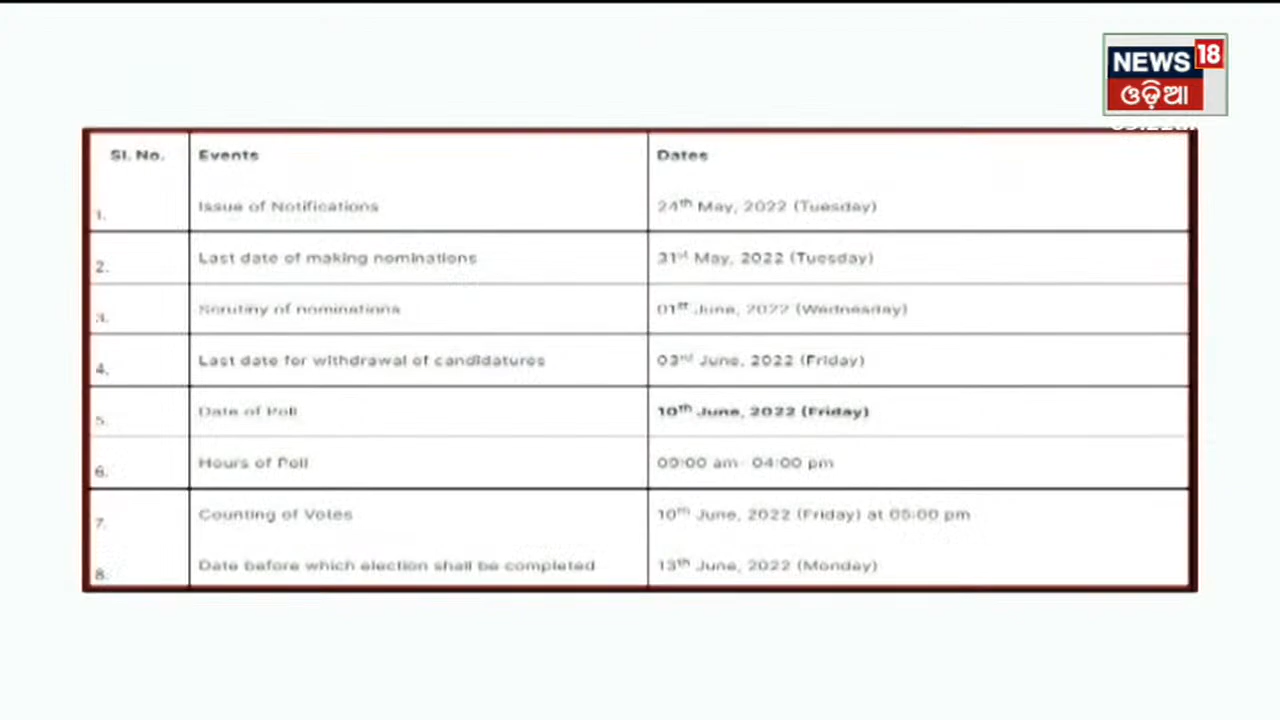 NEWS 18
ଓଡ଼ିଆ
Sl. No. Events Dates
1. Issue of Notifications 24th May, 2022 (Tuesday)
2. Last date of making nominations 31st May, 2022 (Tuesday)
3. Scrutiny of nominations 01st June, 2022 (Wednesday)
4. Last date for withdrawal of candidatures 03rd June, 2022 (Friday)
5. Date of Poll 10th June, 2022 (Friday)
6. Hours of Poll 09:00 am- 04:00 pm
7. Counting of Votes 10th June, 2022 (Friday) at 05:00 pm
8. Date before which election shall be completed 13th June, 2022 (Monday)